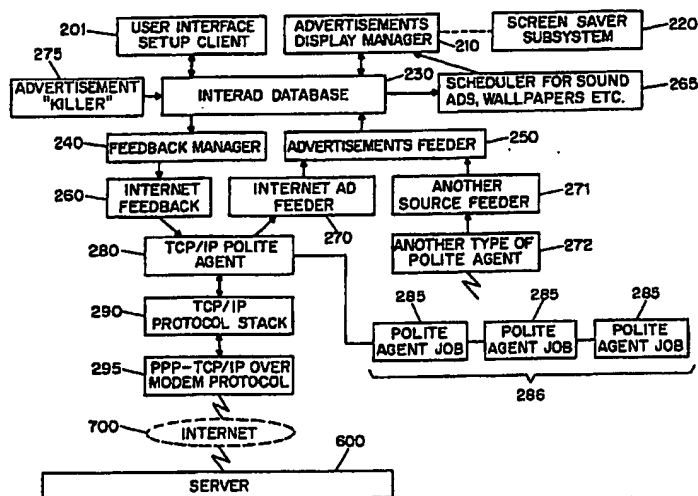 201
USER INTERFACE
SETUP CLIENT
ADVERTISEMENTS
DISPLAY MANAGER
210
SCREEN SAVER
SUBSYSTEM
220
275
ADVERTISEMENT
"KILLER"
INTERAD DATABASE
230
SCHEDULER FOR SOUND
ADS, WALLPAPERS ETC.
265
240
FEEDBACK MANAGER
ADVERTISEMENTS FEEDER
250
260
INTERNET
FEEDBACK
INTERNET AD
FEEDER
270
ANOTHER
SOURCE FEEDER
271
280
TCP/IP POLITE
AGENT
ANOTHER TYPE OF
POLITE AGENT
272
290
TCP/IP
PROTOCOL STACK
285
285
285
POLITE
AGENT JOB
POLITE
AGENT JOB
POLITE
AGENT JOB
286
295
PPP-TCP/IP OVER
MODEM PROTOCOL
700
INTERNET
600
SERVER